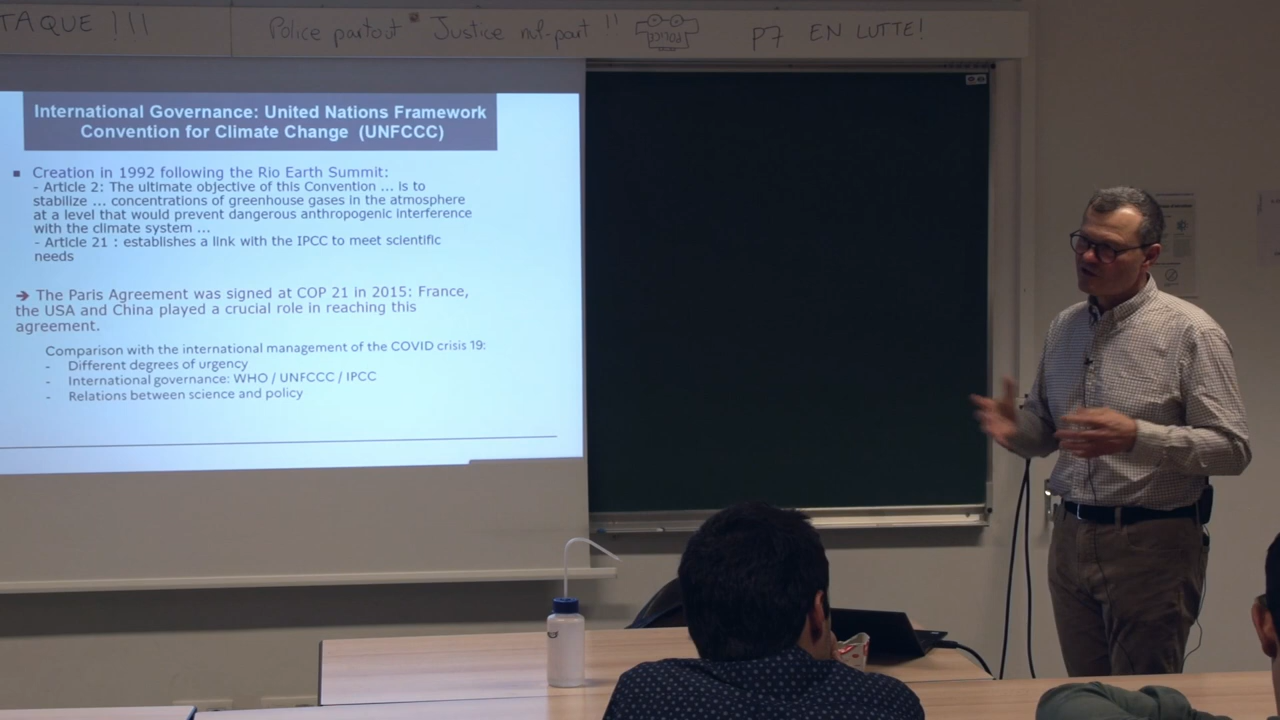 TAQUE !!!
Police partout Justice nul-part !! P7 EN LUTTE!
POLICE
International Governance: United Nations Framework
Convention for Climate Change (UNFCCC)
▪ Creation in 1992 following the Rio Earth Summit:
- Article 2: The ultimate objective of this Convention ... is to
stabilize ... concentrations of greenhouse gases in the atmosphere
at a level that would prevent dangerous anthropogenic interference
with the climate system ...
- Article 21 : establishes a link with the IPCC to meet scientific
needs
➔ The Paris Agreement was signed at COP 21 in 2015: France,
the USA and China played a crucial role in reaching this
agreement.
Comparison with the international management of the COVID crisis 19:
- Different degrees of urgency
- International governance: WHO / UNFCCC / IPCC
- Relations between science and policy